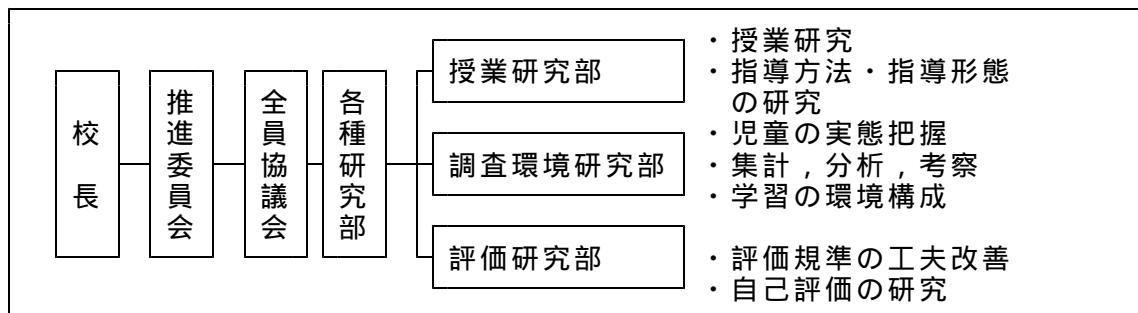 校長
推進委員会
全員協議会
各種研究部
授業研究部
・授業研究
・指導方法・指導形態
の研究
調査環境研究部
・児童の実態把握
・集計，分析，考察
・学習の環境構成
評価研究部
・評価規準の工夫改善
・自己評価の研究